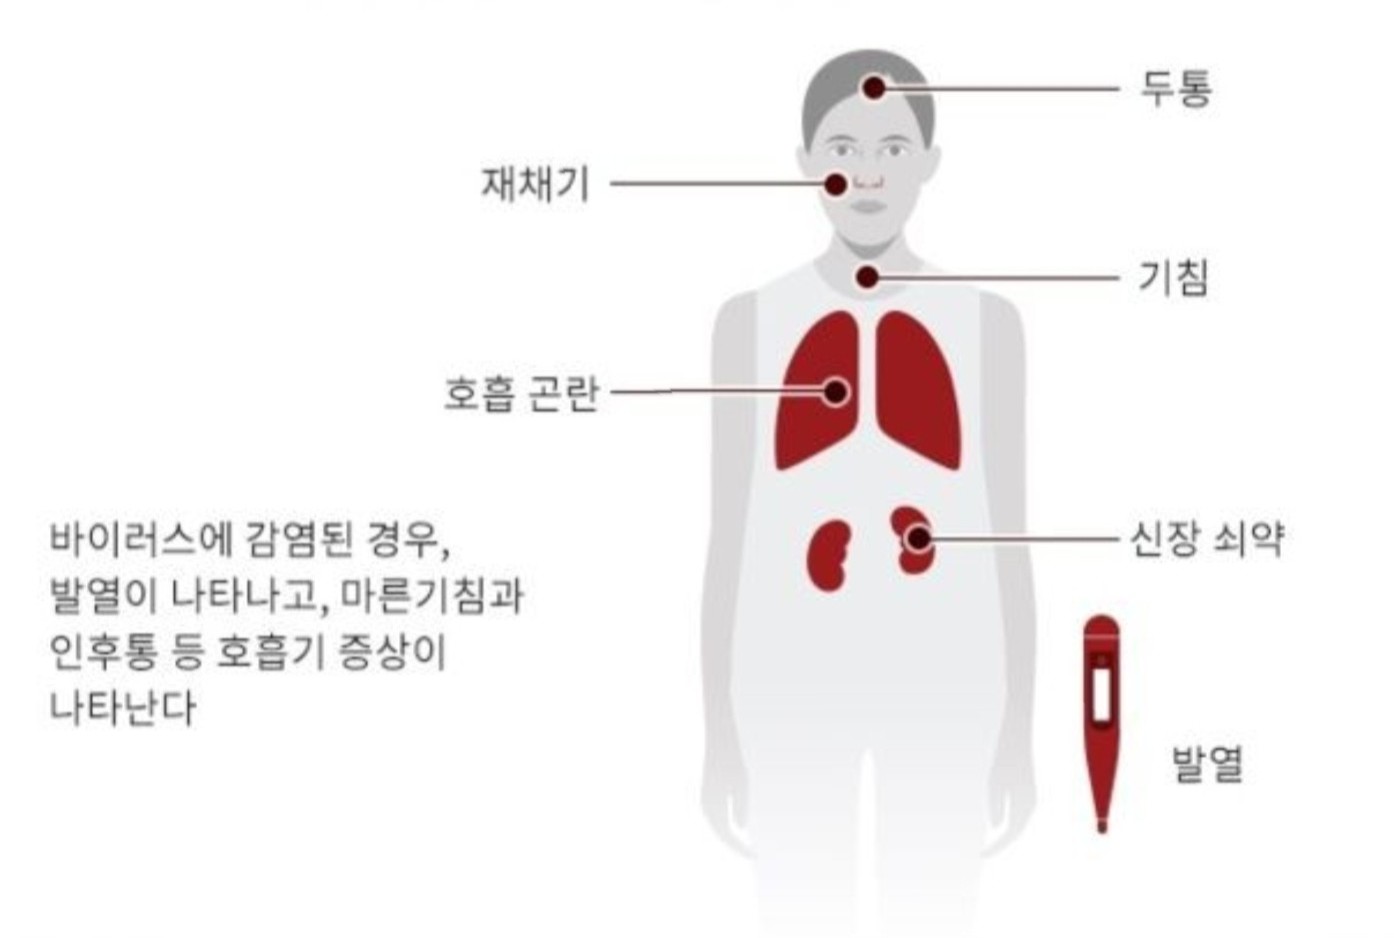 두통
재채기
기침
호흡 곤란
신장 쇠약
바이러스에 감염된 경우,
발열이 나타나고, 마른기침과
인후통 등 호흡기 증상이
나타난다
발열